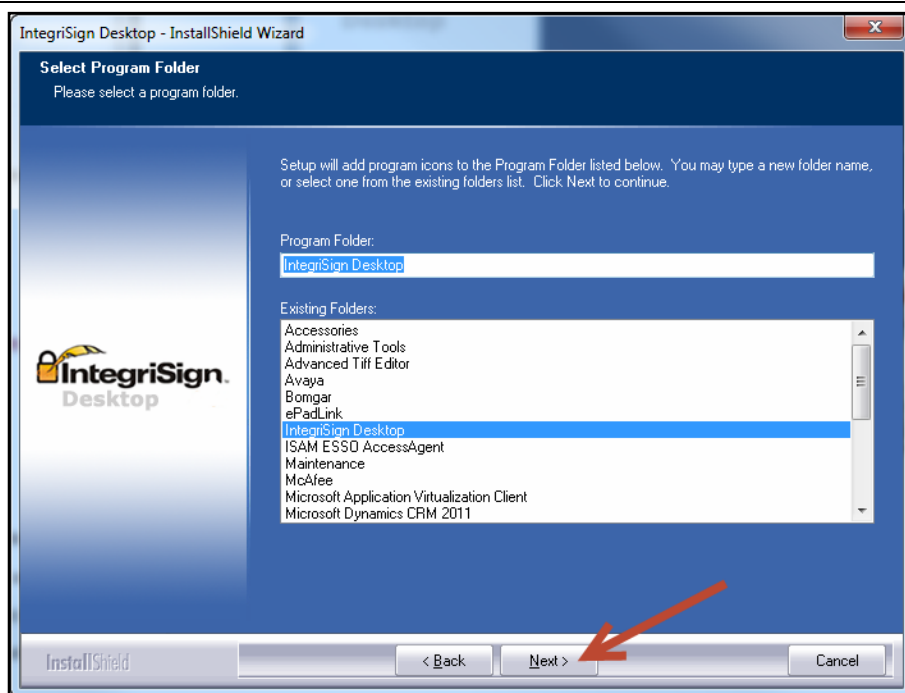 IntegriSign Desktop - InstallShield Wizard
Select Program Folder
Please select a program folder.
Setup will add program icons to the Program Folder listed below. You may type a new folder name,
or select one from the existing folders list. Click Next to continue.
Program Folder:
IntegriSign Desktop
Existing Folders:
Accessories
Administrative Tools
Advanced Tiff Editor
Avaya
Bomgar
ePadLink
IntegriSign Desktop
ISAM ESSO AccessAgent
Maintenance
McAfee
Microsoft Application Virtualization Client
Microsoft Dynamics CRM 2011
IntegriSign.
Desktop
InstallShield
< Back
Next >
Cancel